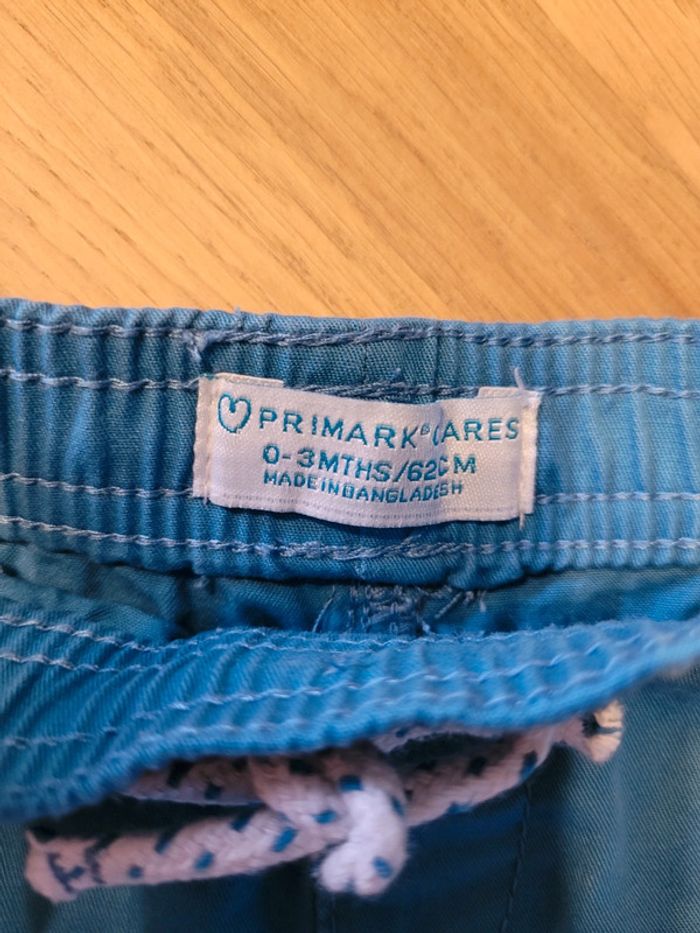 PRIMARK® CARES
0-3MTHS/62CM
MADE IN BANGLADESH